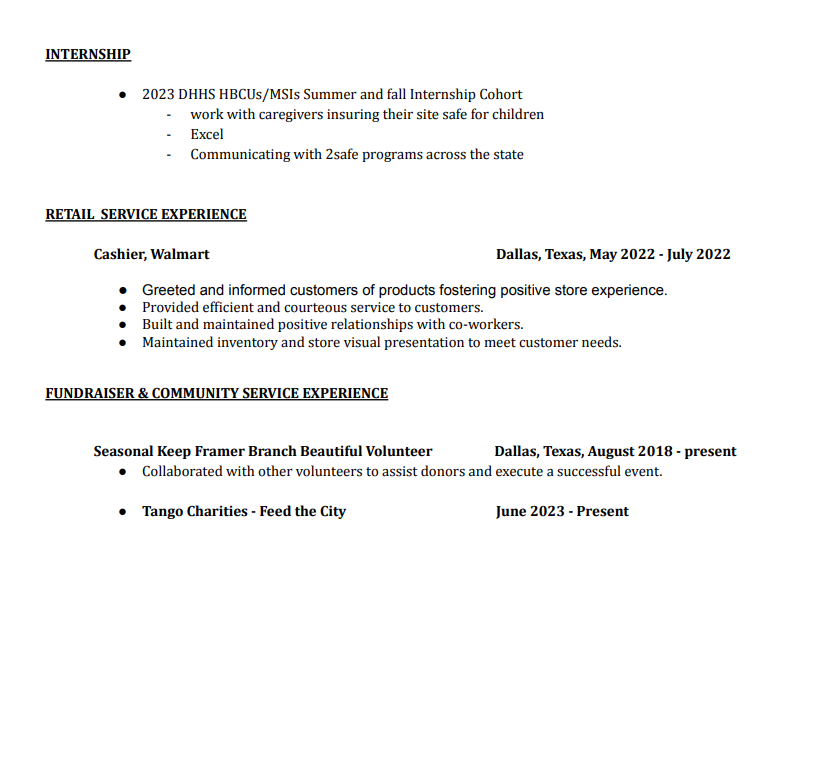 INTERNSHIP
● 2023 DHHS HBCUs/MSIs Summer and fall Internship Cohort
- work with caregivers insuring their site safe for children
- Excel
- Communicating with 2safe programs across the state
RETAIL SERVICE EXPERIENCE
Cashier, Walmart Dallas, Texas, May 2022 - July 2022
● Greeted and informed customers of products fostering positive store experience.
● Provided efficient and courteous service to customers.
● Built and maintained positive relationships with co-workers.
● Maintained inventory and store visual presentation to meet customer needs.
FUNDRAISER & COMMUNITY SERVICE EXPERIENCE
Seasonal Keep Framer Branch Beautiful Volunteer Dallas, Texas, August 2018 - present
● Collaborated with other volunteers to assist donors and execute a successful event.
● Tango Charities - Feed the City June 2023 - Present